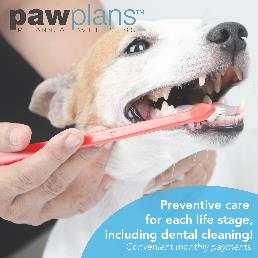 pawplans™
Preventive care
for each life stage,
including dental cleaning!
Convenient monthly payments